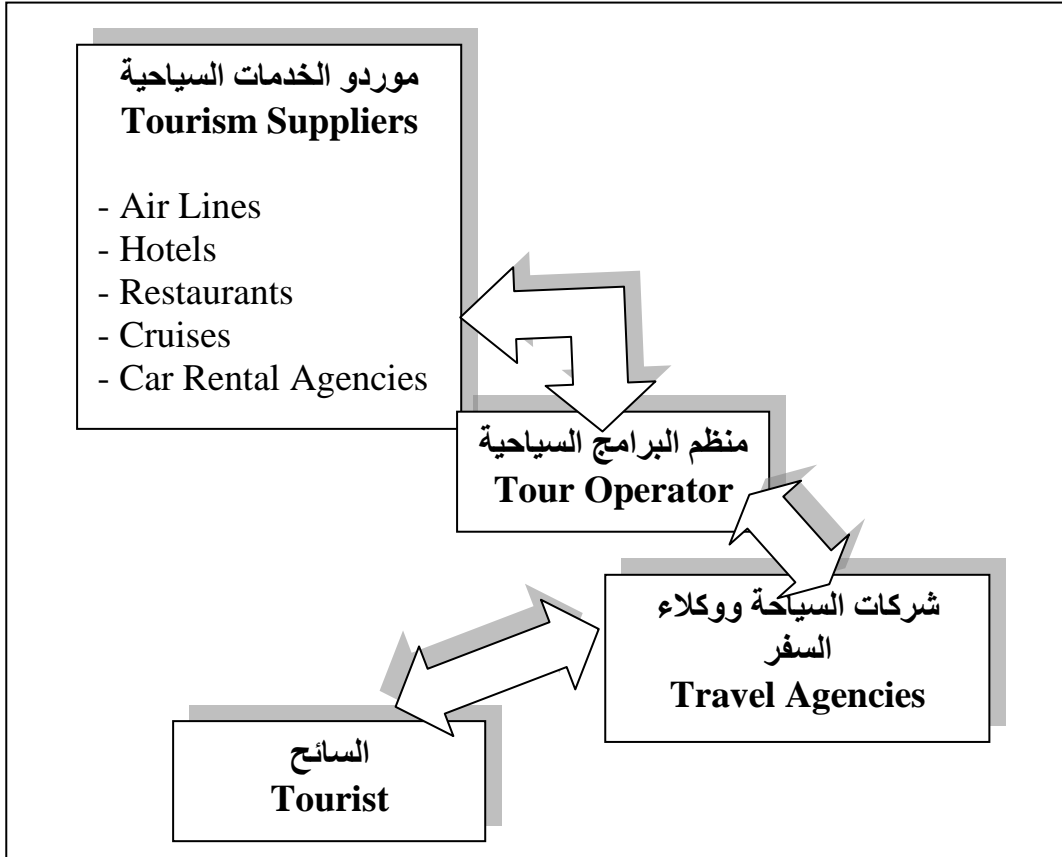 موردو الخدمات السياحية
Tourism Suppliers
- Air Lines
- Hotels
- Restaurants
- Cruises
- Car Rental Agencies
منظم البرامج السياحية
Tour Operator
شركات السياحة ووكلاء
السفر
Travel Agencies
السائح
Tourist